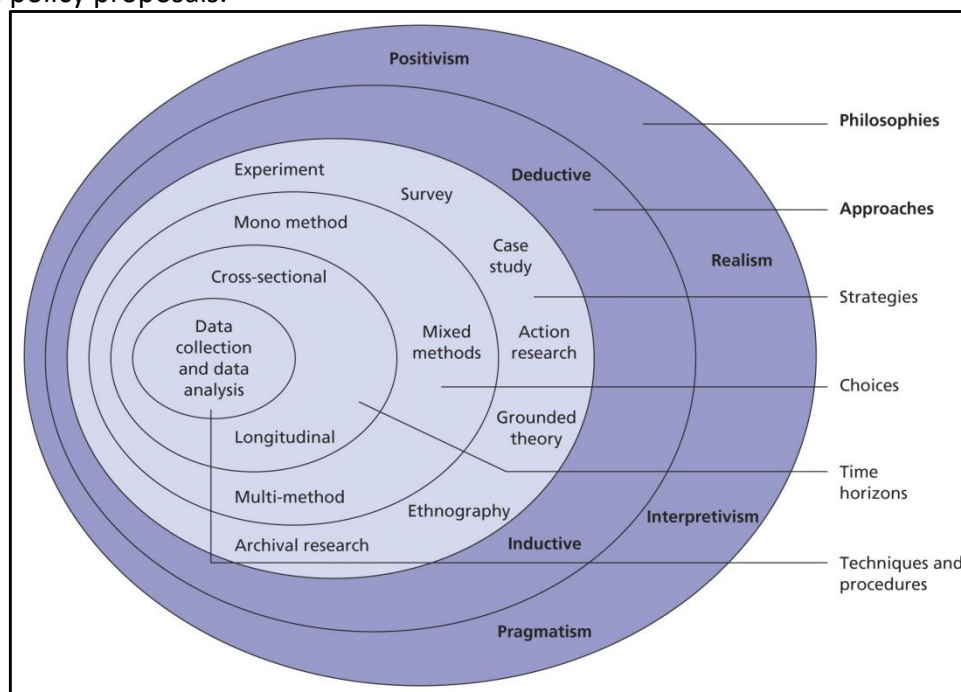 policy proposals.
Positivism
Philosophies
Experiment
Deductive
Survey
Approaches
Mono method
Case
study
Realism
Cross-sectional
Strategies
Data
collection
and data
analysis
Mixed
methods
Action
research
Choices
Grounded
theory
Longitudinal
Time
horizons
Multi-method
Ethnography
Interpretivism
Archival research
Inductive
Techniques and
procedures
Pragmatism